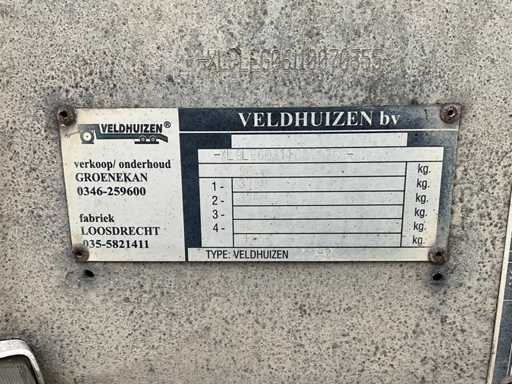 VELDHUIZEN®
verkoop/ onderhoud
GROENEKAN
0346-259600
fabriek
LOOSDRECHT
035-5821411
VELDHUIZEN bv
kg.
1 - kg.
2 - kg.
3 - kg.
4 - kg.
kg.
TYPE: VELDHUIZEN